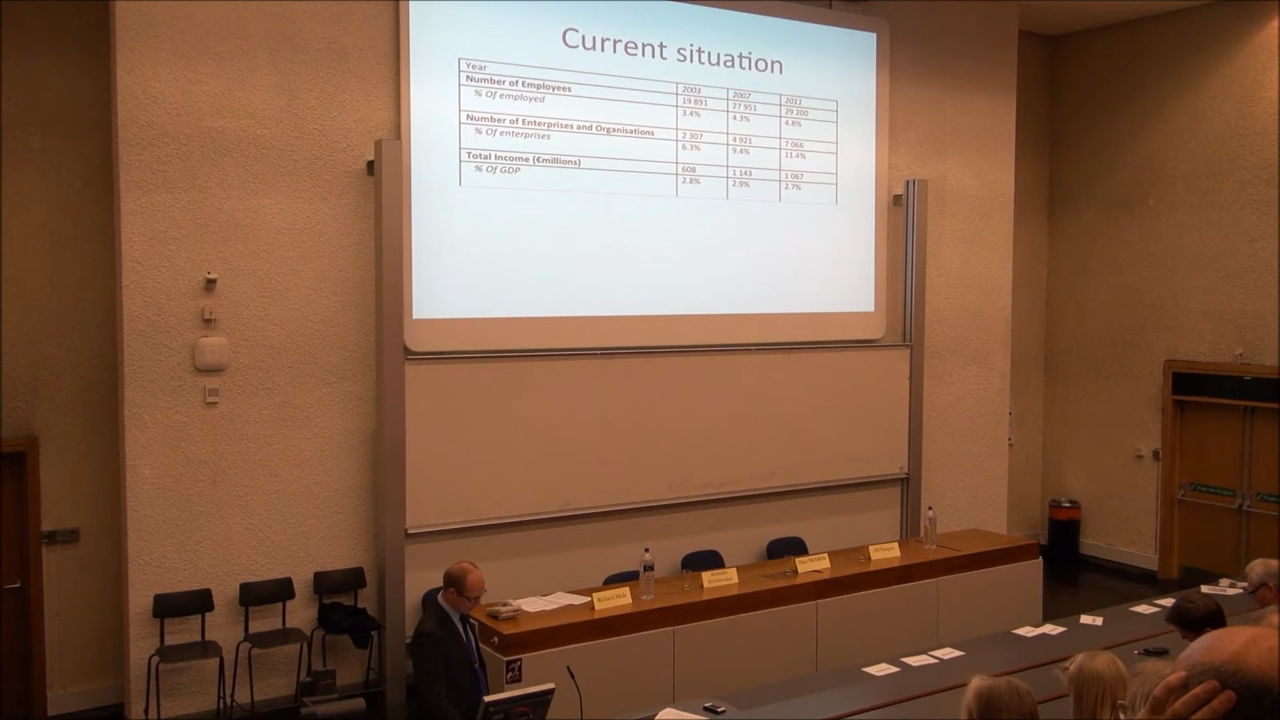 Current situation
Year 2003 2007 2011
Number of Employees 19 891 27 951 29 200
% Of employed 3.4% 4.3% 4.8%
Number of Enterprises and Organisations 2 307 4 921 7 066
% Of enterprises 6.3% 9.4% 11.4%
Total Income (€millions) 608 1 143 1 067
% Of GDP 2.8% 2.9% 2.7%